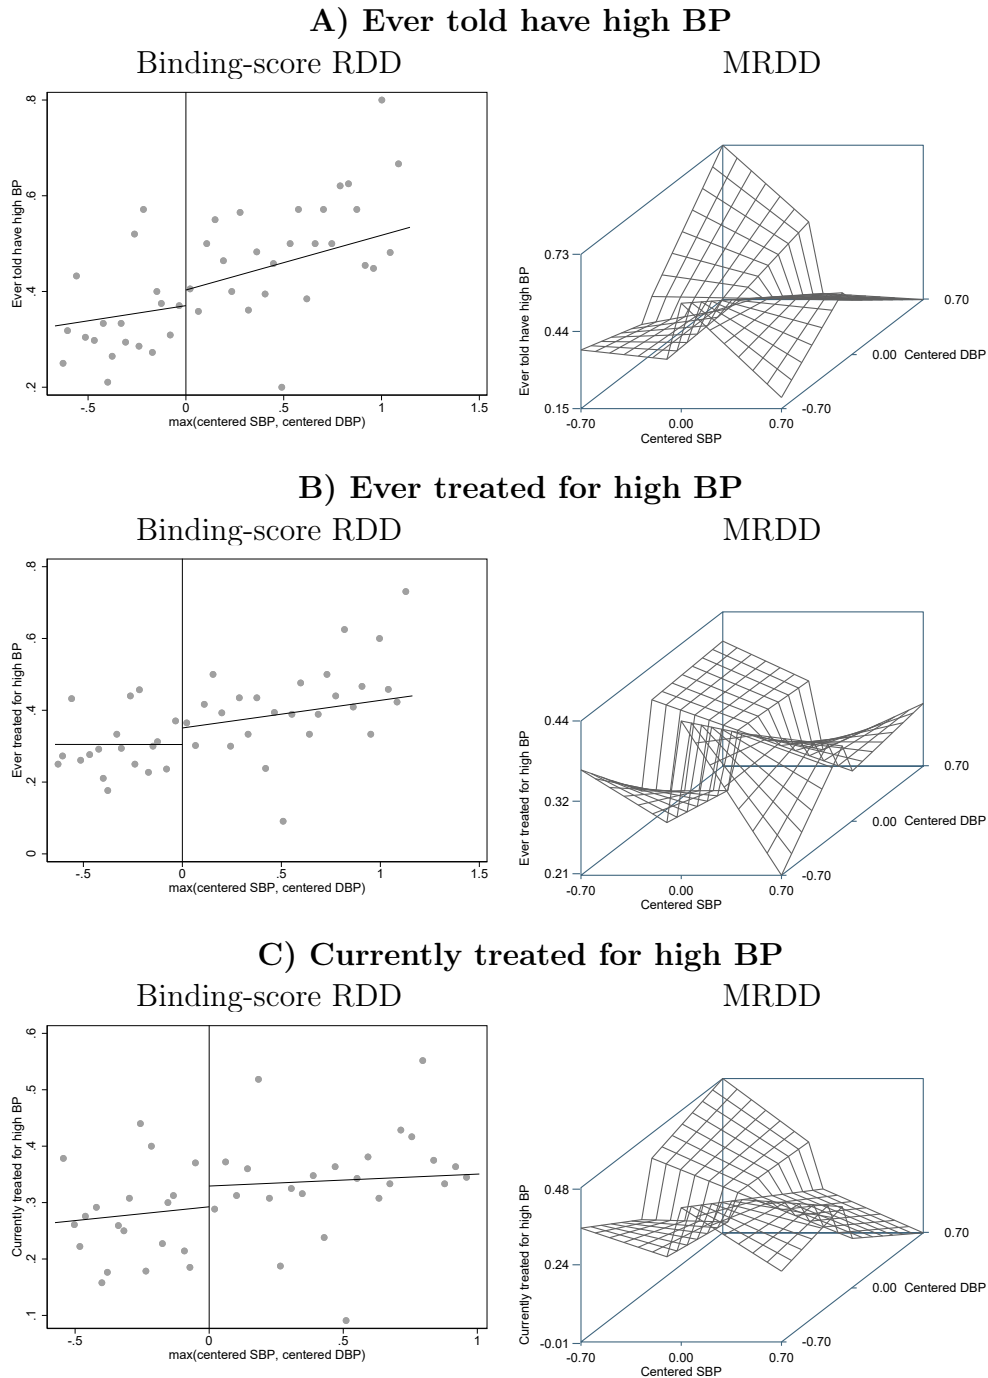 A) Ever told have high BP
Binding-score RDD
MRDD
Ever told have high BP
.8
.6
.4
.2
-.5
0
.5
1
1.5
max(centered SBP, centered DBP)
Ever told have high BP
0.73
0.44
0.15
-0.70
0.00
0.70
Centered SBP
0.70
0.00 Centered DBP
-0.70
B) Ever treated for high BP
Binding-score RDD
MRDD
Ever treated for high BP
.8
.6
.4
.2
0
-.5
0
.5
1
1.5
max(centered SBP, centered DBP)
Ever treated for high BP
0.44
0.32
0.21
-0.70
0.00
0.70
Centered SBP
0.70
0.00 Centered DBP
-0.70
C) Currently treated for high BP
Binding-score RDD
MRDD
Currently treated for high BP
.6
.5
.4
.3
.2
.1
-.5
0
.5
1
max(centered SBP, centered DBP)
Currently treated for high BP
0.48
0.24
-0.01
-0.70
0.00
0.70
Centered SBP
0.70
0.00 Centered DBP
-0.70